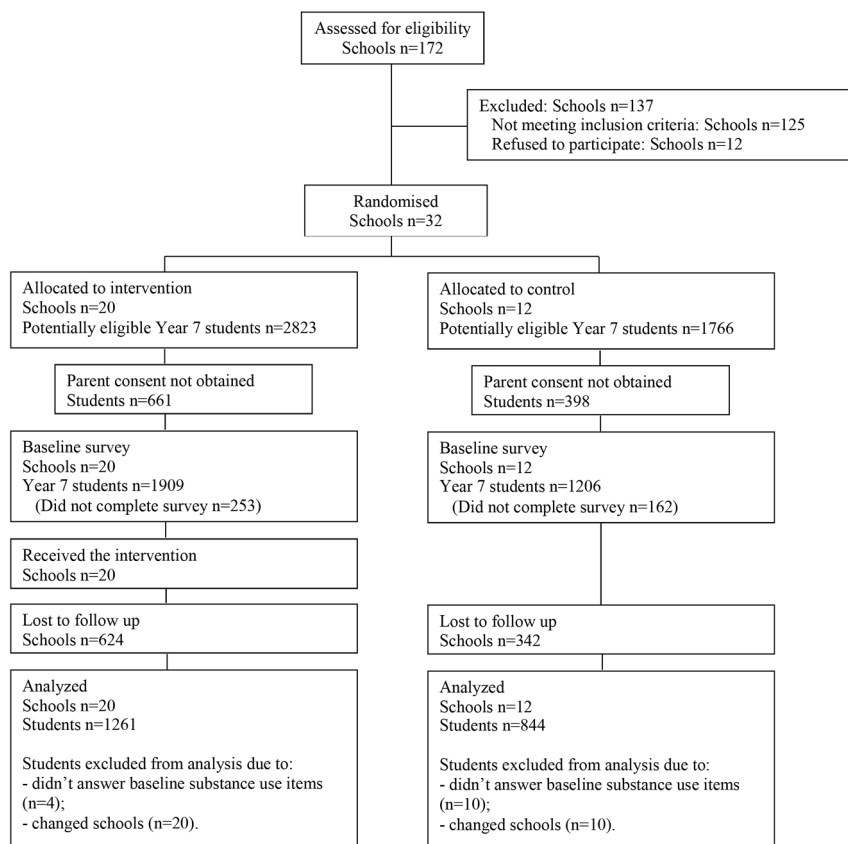 Assessed for eligibility
Schools n=172
Excluded: Schools n=137
Not meeting inclusion criteria: Schools n=125
Refused to participate: Schools n=12
Randomised
Schools n=32
Allocated to intervention
Schools n=20
Potentially eligible Year 7 students n=2823
Allocated to control
Schools n=12
Potentially eligible Year 7 students n=1766
Parent consent not obtained
Students n=661
Parent consent not obtained
Students n=398
Baseline survey
Schools n=20
Year 7 students n=1909
(Did not complete survey n=253)
Baseline survey
Schools n=12
Year 7 students n=1206
(Did not complete survey n=162)
Received the intervention
Schools n=20
Lost to follow up
Schools n=624
Lost to follow up
Schools n=342
Analyzed
Schools n=20
Students n=1261
Students excluded from analysis due to:
- didn't answer baseline substance use items
(n=4);
- changed schools (n=20).
Analyzed
Schools n=12
Students n=844
Students excluded from analysis due to:
- didn't answer baseline substance use items
(n=10);
- changed schools (n=10).